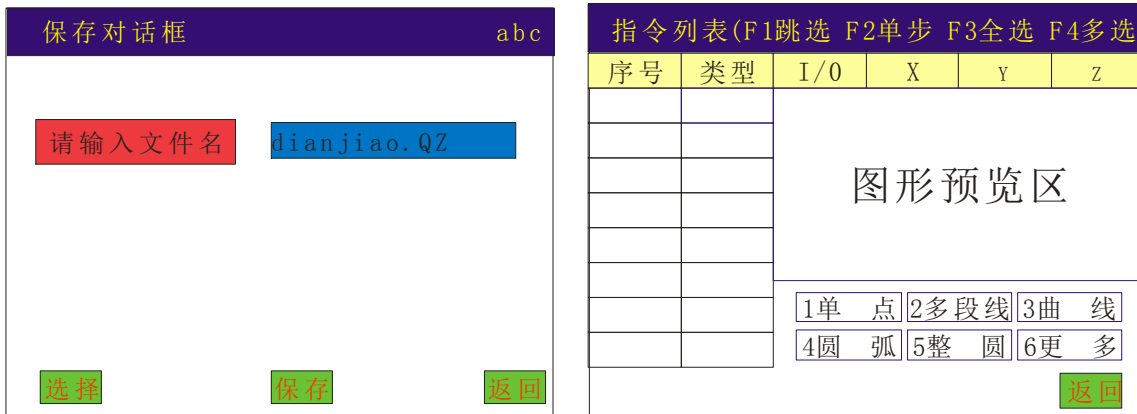 保存对话框 abc
请输入文件名 dianjiao.QZ
选择 保存 返回
指令列表(F1跳选 F2单步 F3全选 F4多选
序号 类型 I/0 X Y Z
图形预览区
1单 点 2多段线 3曲 线
4圆 弧 5整 圆 6更 多
返回